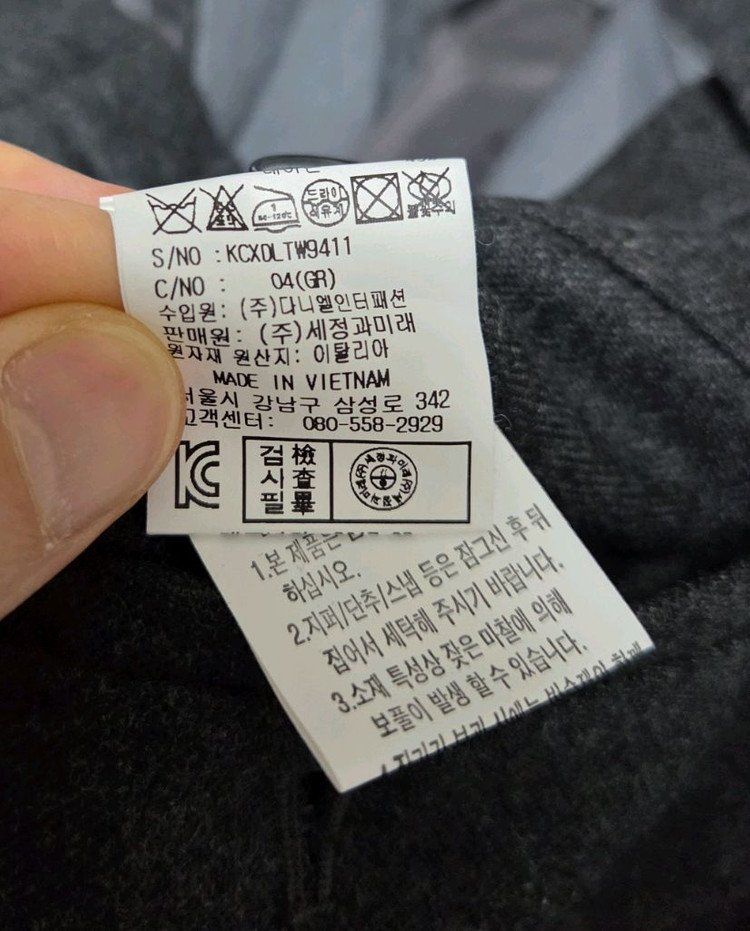 드라이
석유계
S/NO : KCXDLTW9411
C/NO : 04(GR)
수입원: (주)다니엘인터패션
판매원: (주)세정과미래
원자재 원산지: 이탈리아
MADE IN VIETNAM
서울시 강남구 삼성로 342
고객센터: 080-558-2929
검 檢
사 査
필 畢
1.본 제품은
하십시오.
2.지퍼/단추/스냅 등은 잠그신 후 뒤
집어서 세탁해 주시기 바랍니다.
3.소재 특성상 잦은 마찰에 의해
보풀이 발생 할 수 있습니다.